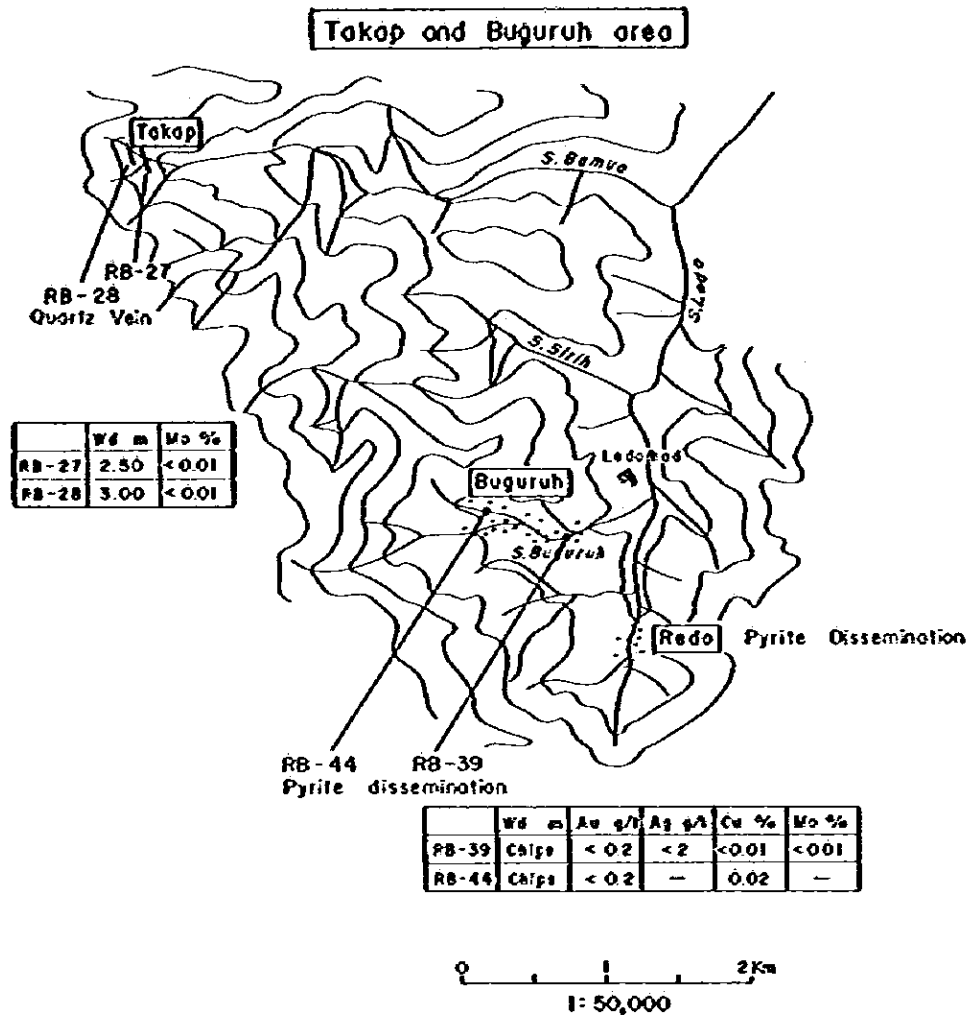 Takap and Buguruh area
Takap
S. Bamua
RB-27
RB-28
Quartz Vein
S. Sirih
Wd m Mo %
RB-27 2.50 <0.01
RB-28 3.00 <0.01
Buguruh
S. Buguruh
Redo Pyrite Dissemination
RB-44 RB-39
Pyrite dissemination
Wd m Au g/t Ag g/t Cu % Mo %
RB-39 Chips <0.2 <2 <0.01 <0.01
RB-44 Chips <0.2 — 0.02 —
0 1 2 Km
1:50,000